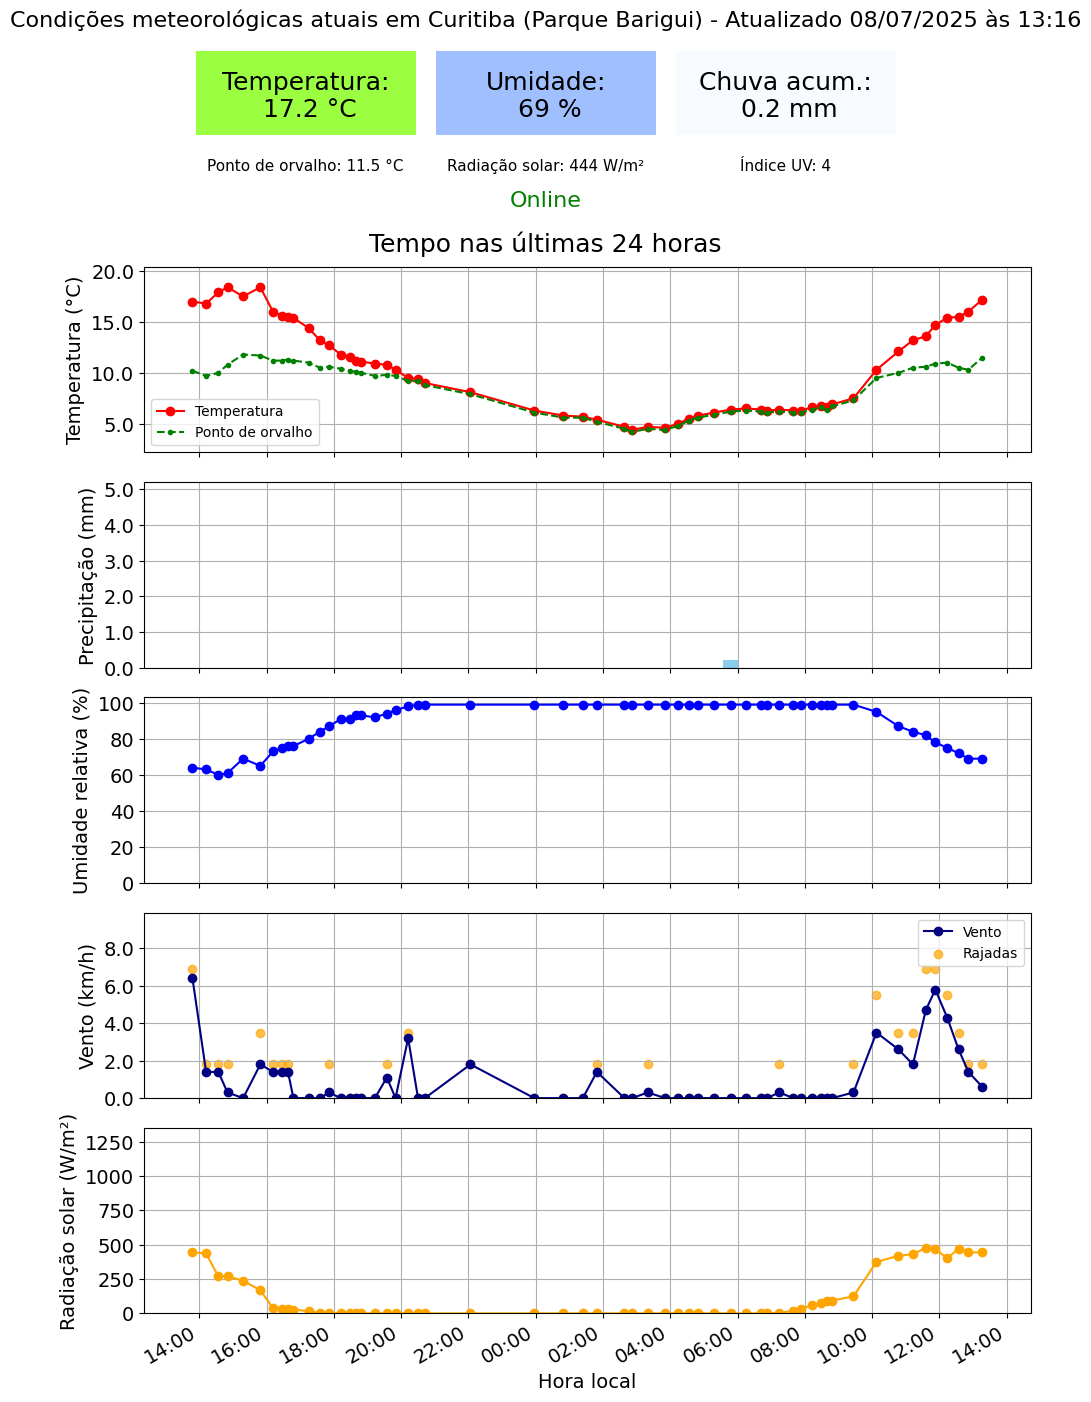 Condições meteorológicas atuais em Curitiba (Parque Barigui) - Atualizado 08/07/2025 às 13:16
Temperatura:
17.2 °C
Umidade:
69 %
Chuva acum.:
0.2 mm
Ponto de orvalho: 11.5 °C
Radiação solar: 444 W/m²
Índice UV: 4
Online
Tempo nas últimas 24 horas
Temperatura (°C)
20.0
15.0
10.0
5.0
Temperatura
Ponto de orvalho
Precipitação (mm)
5.0
4.0
3.0
2.0
1.0
0.0
Umidade relativa (%)
100
80
60
40
20
0
Vento (km/h)
8.0
6.0
4.0
2.0
0.0
Vento
Rajadas
Radiação solar (W/m²)
1250
1000
750
500
250
0
14:00
16:00
18:00
20:00
22:00
00:00
02:00
04:00
06:00
08:00
10:00
12:00
14:00
Hora local